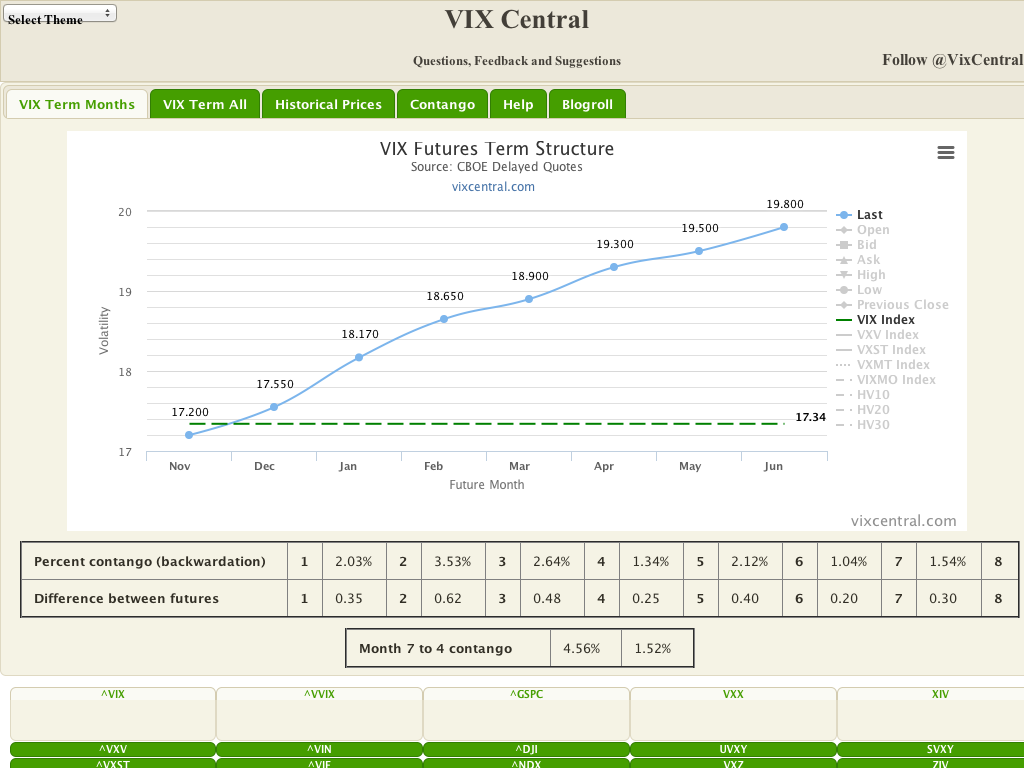 Select Theme
VIX Central
Questions, Feedback and Suggestions
Follow @VixCentral
VIX Term Months
VIX Term All
Historical Prices
Contango
Help
Blogroll
VIX Futures Term Structure
Source: CBOE Delayed Quotes
vixcentral.com
Volatility
20
19
18
17
17.200
17.550
18.170
18.650
18.900
19.300
19.500
19.800
17.34
Nov Dec Jan Feb Mar Apr May Jun
Future Month
Last
Open
Bid
Ask
High
Low
Previous Close
VIX Index
VXV Index
VXST Index
VXMT Index
VIXMO Index
HV10
HV20
HV30
vixcentral.com
Percent contango (backwardation) 1 2.03% 2 3.53% 3 2.64% 4 1.34% 5 2.12% 6 1.04% 7 1.54% 8
Difference between futures 1 0.35 2 0.62 3 0.48 4 0.25 5 0.40 6 0.20 7 0.30 8
Month 7 to 4 contango 4.56% 1.52%
^VIX ^VVIX ^GSPC VXX XIV
^VXV ^VIN ^DJI UVXY SVXY
^VXST ^VIF ^NDX VXZ ZIV